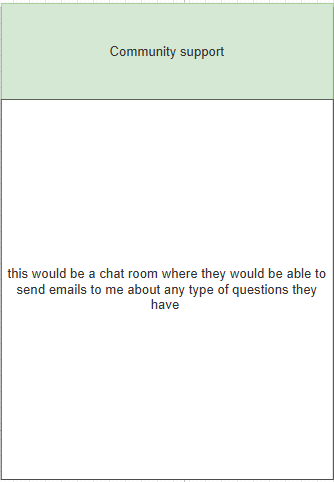 Community support
this would be a chat room where they would be able to
send emails to me about any type of questions they
have